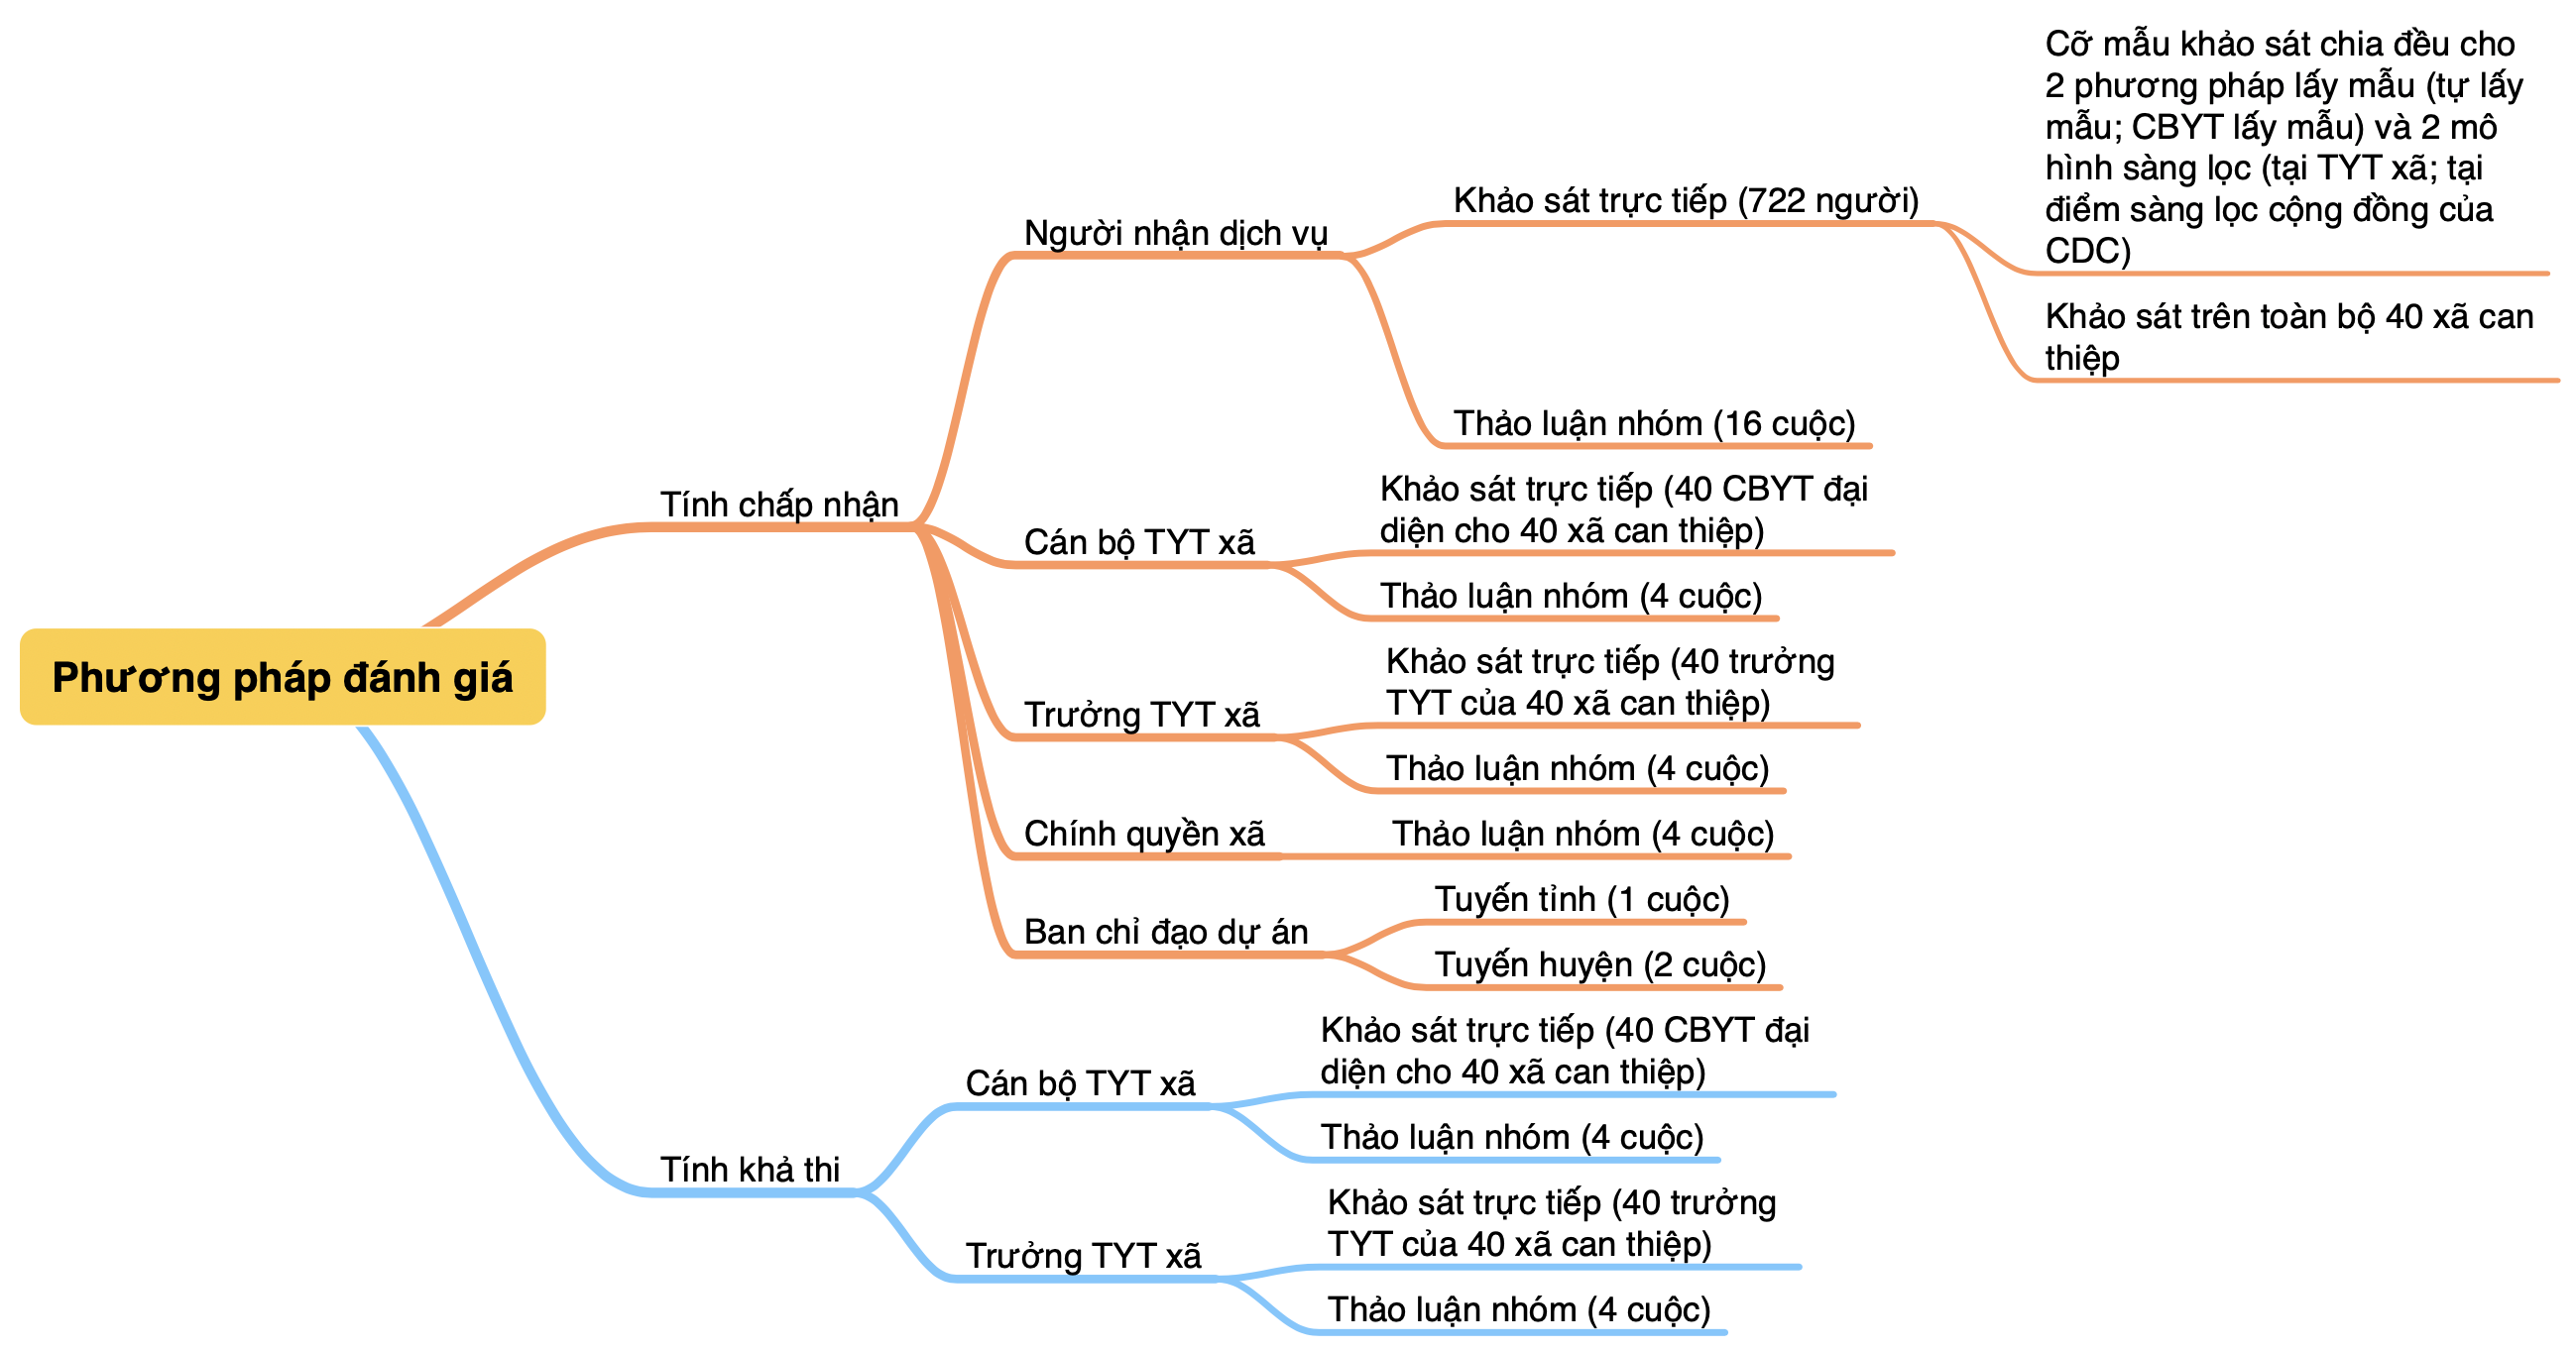 Phương pháp đánh giá
Tính chấp nhận
Người nhận dịch vụ
Khảo sát trực tiếp (722 người)
Cỡ mẫu khảo sát chia đều cho
2 phương pháp lấy mẫu (tự lấy
mẫu; CBYT lấy mẫu) và 2 mô
hình sàng lọc (tại TYT xã; tại
điểm sàng lọc cộng đồng của
CDC)
Khảo sát trên toàn bộ 40 xã can
thiệp
Thảo luận nhóm (16 cuộc)
Cán bộ TYT xã
Khảo sát trực tiếp (40 CBYT đại
diện cho 40 xã can thiệp)
Thảo luận nhóm (4 cuộc)
Trưởng TYT xã
Khảo sát trực tiếp (40 trưởng
TYT của 40 xã can thiệp)
Thảo luận nhóm (4 cuộc)
Chính quyền xã
Thảo luận nhóm (4 cuộc)
Ban chỉ đạo dự án
Tuyến tỉnh (1 cuộc)
Tuyến huyện (2 cuộc)
Tính khả thi
Cán bộ TYT xã
Khảo sát trực tiếp (40 CBYT đại
diện cho 40 xã can thiệp)
Thảo luận nhóm (4 cuộc)
Trưởng TYT xã
Khảo sát trực tiếp (40 trưởng
TYT của 40 xã can thiệp)
Thảo luận nhóm (4 cuộc)